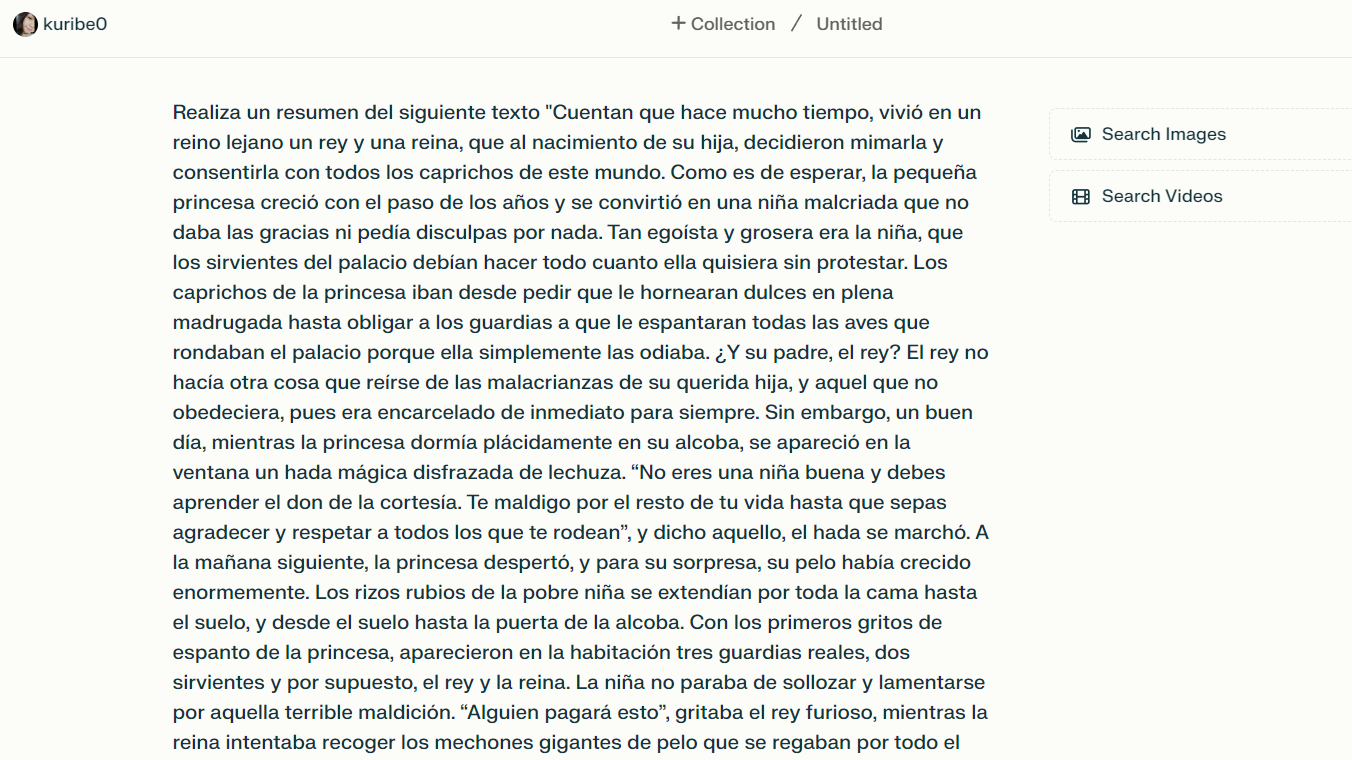 kuribe0
+ Collection / Untitled
Realiza un resumen del siguiente texto "Cuentan que hace mucho tiempo, vivió en un
reino lejano un rey y una reina, que al nacimiento de su hija, decidieron mimarla y
consentirla con todos los caprichos de este mundo. Como es de esperar, la pequeña
princesa creció con el paso de los años y se convirtió en una niña malcriada que no
daba las gracias ni pedía disculpas por nada. Tan egoísta y grosera era la niña, que
los sirvientes del palacio debían hacer todo cuanto ella quisiera sin protestar. Los
caprichos de la princesa iban desde pedir que le hornearan dulces en plena
madrugada hasta obligar a los guardias a que le espantaran todas las aves que
rondaban el palacio porque ella simplemente las odiaba. ¿Y su padre, el rey? El rey no
hacía otra cosa que reírse de las malacrianzas de su querida hija, y aquel que no
obedeciera, pues era encarcelado de inmediato para siempre. Sin embargo, un buen
día, mientras la princesa dormía plácidamente en su alcoba, se apareció en la
ventana un hada mágica disfrazada de lechuza. “No eres una niña buena y debes
aprender el don de la cortesía. Te maldigo por el resto de tu vida hasta que sepas
agradecer y respetar a todos los que te rodean”, y dicho aquello, el hada se marchó. A
la mañana siguiente, la princesa despertó, y para su sorpresa, su pelo había crecido
enormemente. Los rizos rubios de la pobre niña se extendían por toda la cama hasta
el suelo, y desde el suelo hasta la puerta de la alcoba. Con los primeros gritos de
espanto de la princesa, aparecieron en la habitación tres guardias reales, dos
sirvientes y por supuesto, el rey y la reina. La niña no paraba de sollozar y lamentarse
por aquella terrible maldición. “Alguien pagará esto”, gritaba el rey furioso, mientras la
reina intentaba recoger los mechones gigantes de pelo que se regaban por todo el
Search Images
Search Videos